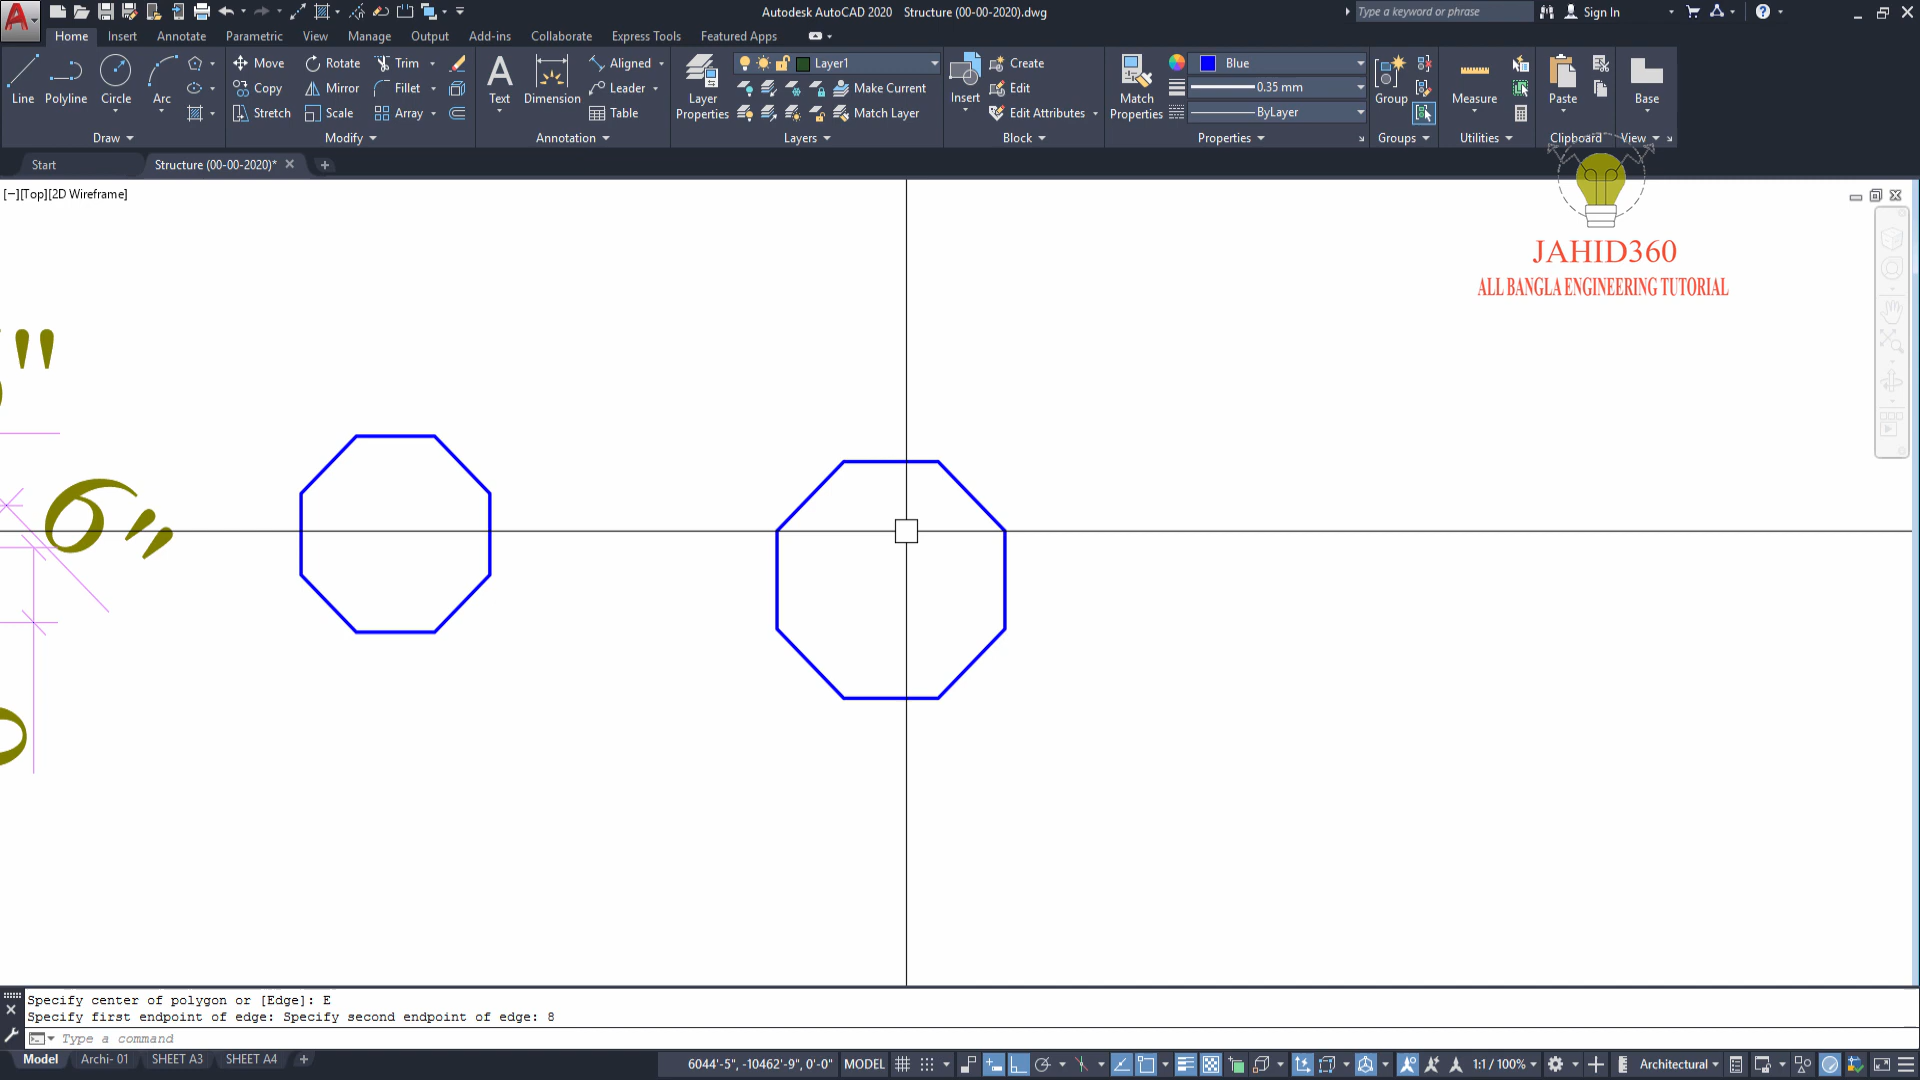 Autodesk AutoCAD 2020 Structure (00-00-2020).dwg
Type a keyword or phrase
Sign In
Home Insert Annotate Parametric View Manage Output Add-ins Collaborate Express Tools Featured Apps
Line
Polyline
Circle
Arc
Draw
Move
Rotate
Trim
Copy
Mirror
Fillet
Stretch
Scale
Array
Modify
Text
Dimension
Aligned
Leader
Table
Annotation
Layer
Properties
Layer1
Make Current
Match Layer
Layers
Insert
Create
Edit
Edit Attributes
Block
Match
Properties
Blue
0.35 mm
ByLayer
Properties
Group
Groups
Measure
Utilities
Paste
Clipboard
Base
View
Start
Structure (00-00-2020)*
[−][Top][2D Wireframe]
JAHID360
ALL BANGLA ENGINEERING TUTORIAL
6"
Specify center of polygon or [Edge]: E
Specify first endpoint of edge: Specify second endpoint of edge: 8
Type a command
Model Archi- 01 SHEET A3 SHEET A4
6044'-5", -10462'-9", 0'-0" MODEL
1:1 / 100%
Architectural